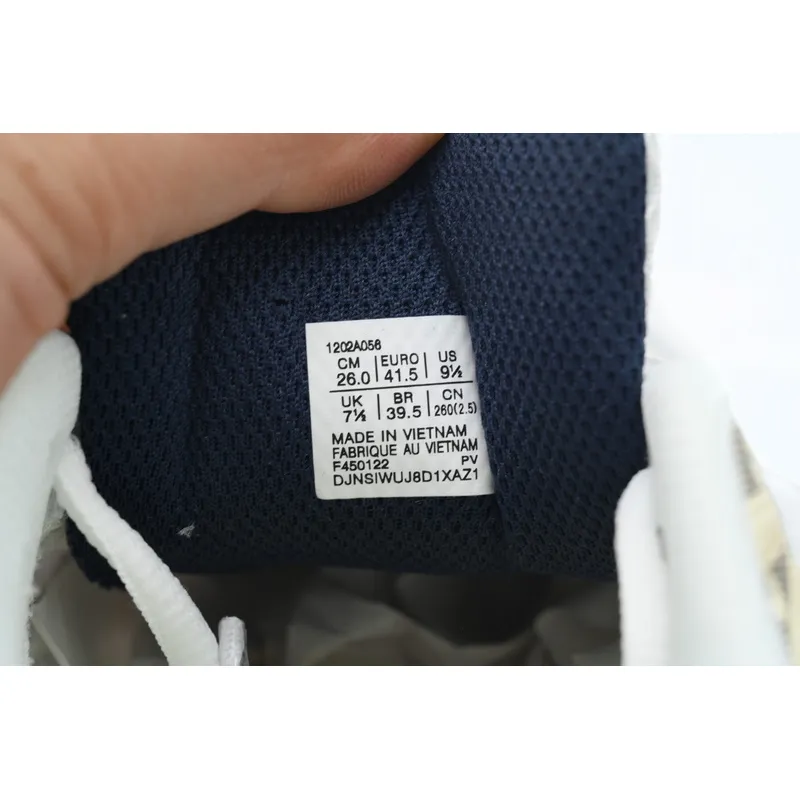 1202A056
CM 26.0 | EURO 41.5 | US 9½
UK 7½ | BR 39.5 | CN 260(2.5)
MADE IN VIETNAM
FABRIQUE AU VIETNAM
F450122 PV
DJNSIWUJ8D1XAZ1